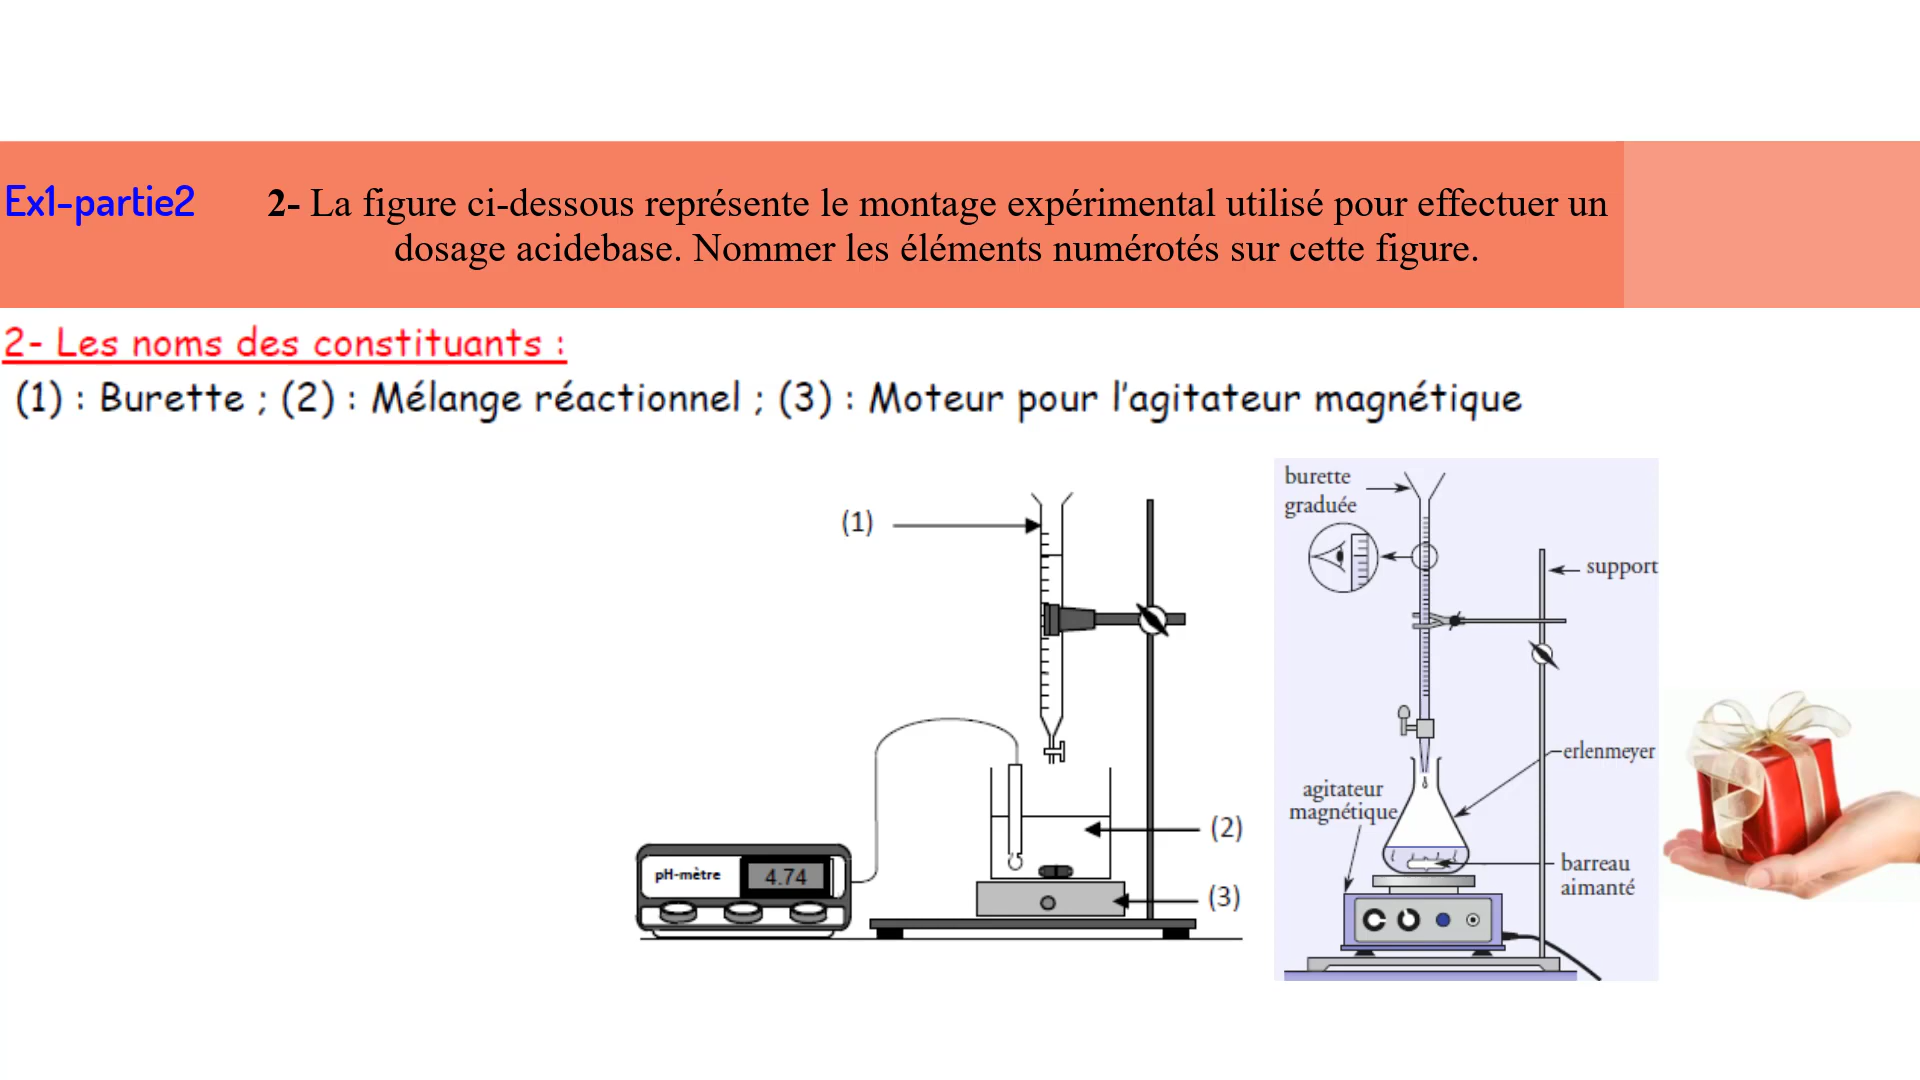 Ex1-partie2
2- La figure ci-dessous représente le montage expérimental utilisé pour effectuer un
dosage acidebase. Nommer les éléments numérotés sur cette figure.
2- Les noms des constituants :
(1) : Burette ; (2) : Mélange réactionnel ; (3) : Moteur pour l'agitateur magnétique
(1)
(2)
(3)
pH-mètre
4.74
burette
graduée
support
erlenmeyer
agitateur
magnétique
barreau
aimanté